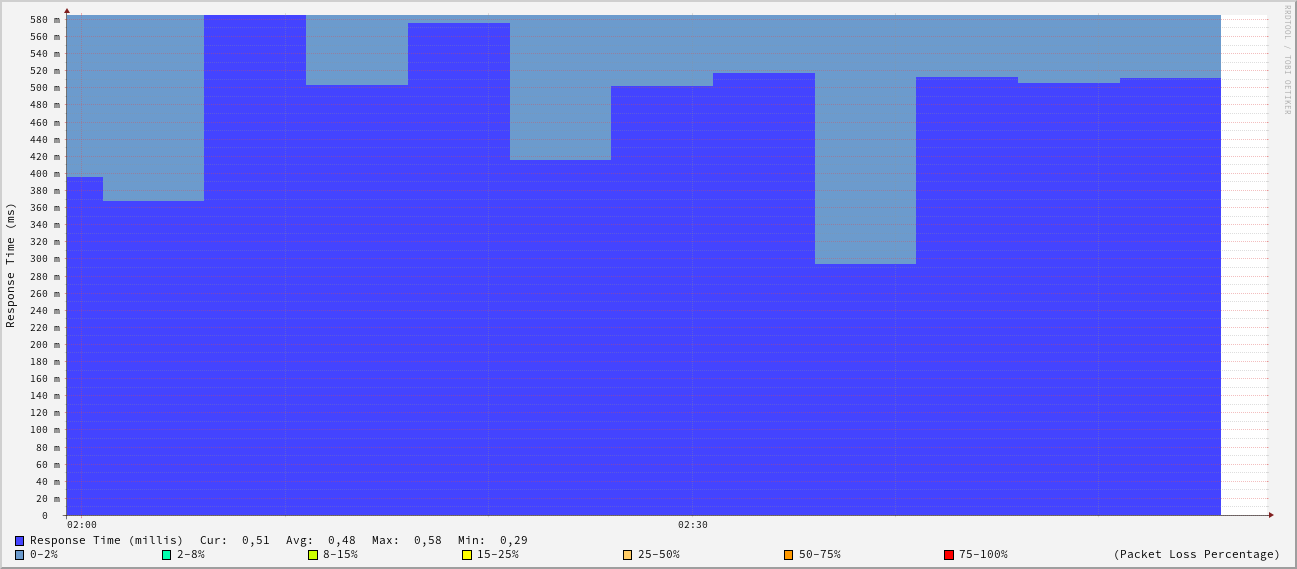 580 m
560 m
540 m
520 m
500 m
480 m
460 m
440 m
420 m
400 m
380 m
360 m
340 m
320 m
300 m
280 m
260 m
240 m
220 m
200 m
180 m
160 m
140 m
120 m
100 m
80 m
60 m
40 m
20 m
0
Response Time (ms)
RRDTOOL / TOBI OETIKER
02:00 02:30
Response Time (millis) Cur: 0,51 Avg: 0,48 Max: 0,58 Min: 0,29
0-2% 2-8% 8-15% 15-25% 25-50% 50-75% 75-100% (Packet Loss Percentage)